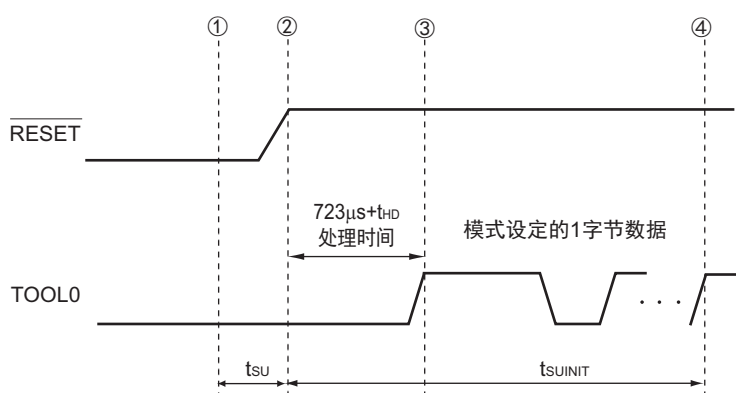 ① ② ③ ④
RESET
723μs+tHD
处理时间
模式设定的1字节数据
TOOL0
. . .
tSU
tSUINIT